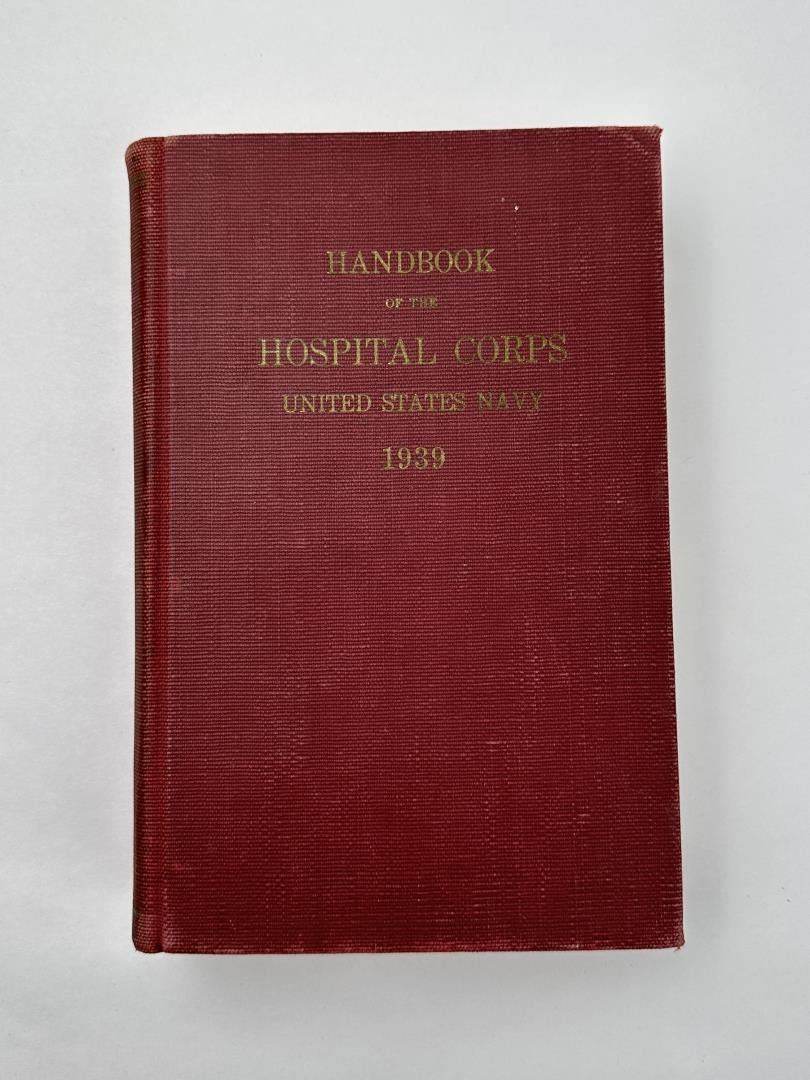 HANDBOOK
OF THE
HOSPITAL CORPS
UNITED STATES NAVY
1939